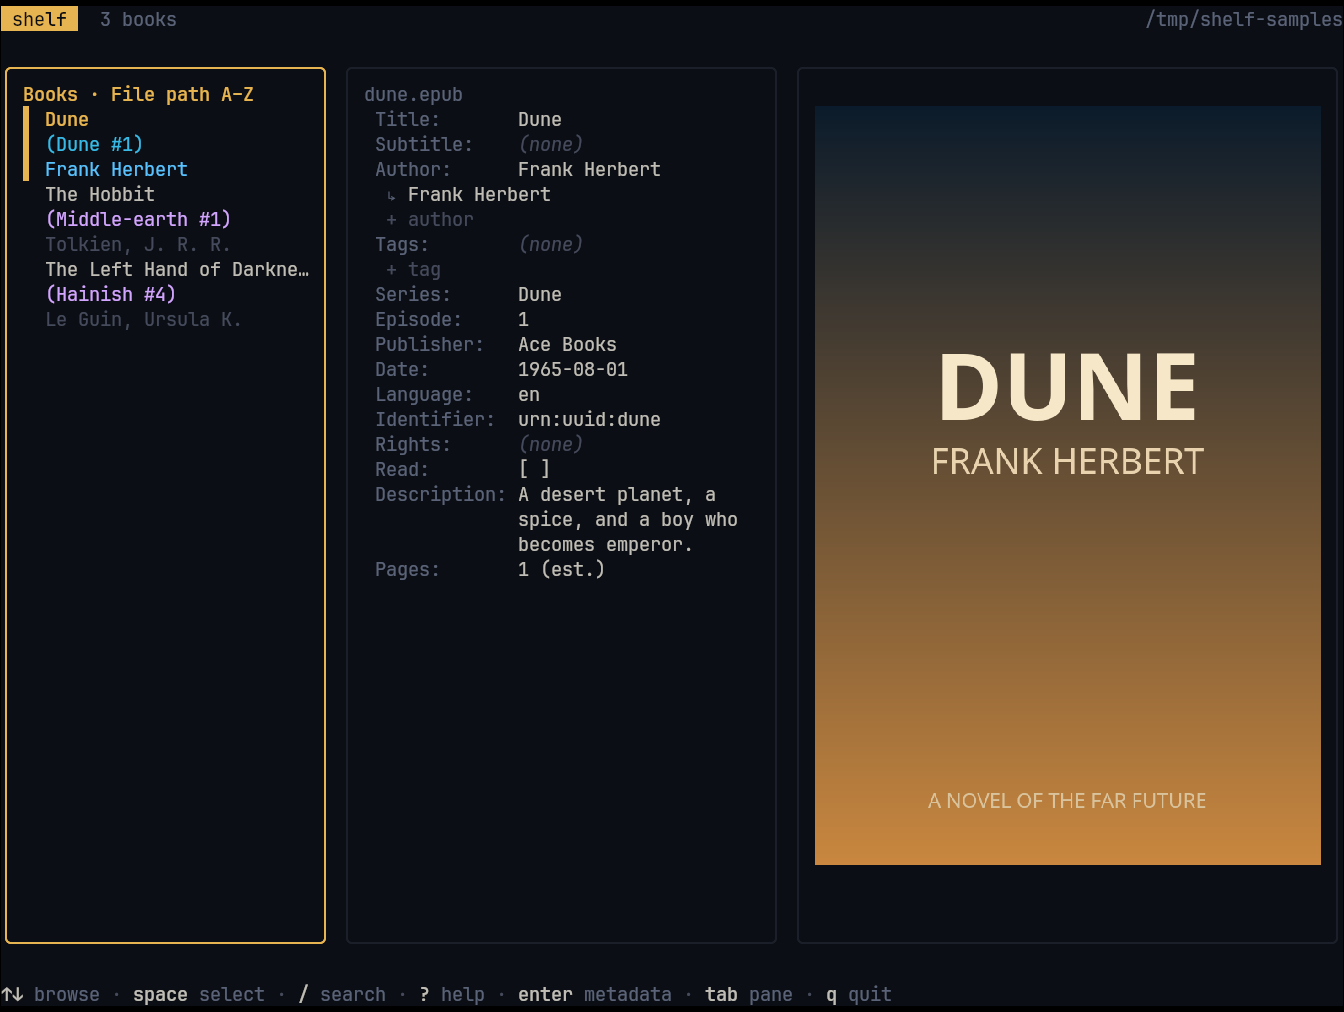 shelf 3 books /tmp/shelf-samples
Books · File path A-Z
Dune
(Dune #1)
Frank Herbert
The Hobbit
(Middle-earth #1)
Tolkien, J. R. R.
The Left Hand of Darkne…
(Hainish #4)
Le Guin, Ursula K.
dune.epub
Title: Dune
Subtitle: (none)
Author: Frank Herbert
↳ Frank Herbert
+ author
Tags: (none)
+ tag
Series: Dune
Episode: 1
Publisher: Ace Books
Date: 1965-08-01
Language: en
Identifier: urn:uuid:dune
Rights: (none)
Read: [ ]
Description: A desert planet, a
spice, and a boy who
becomes emperor.
Pages: 1 (est.)
DUNE
FRANK HERBERT
A NOVEL OF THE FAR FUTURE
↑↓ browse · space select · / search · ? help · enter metadata · tab pane · q quit